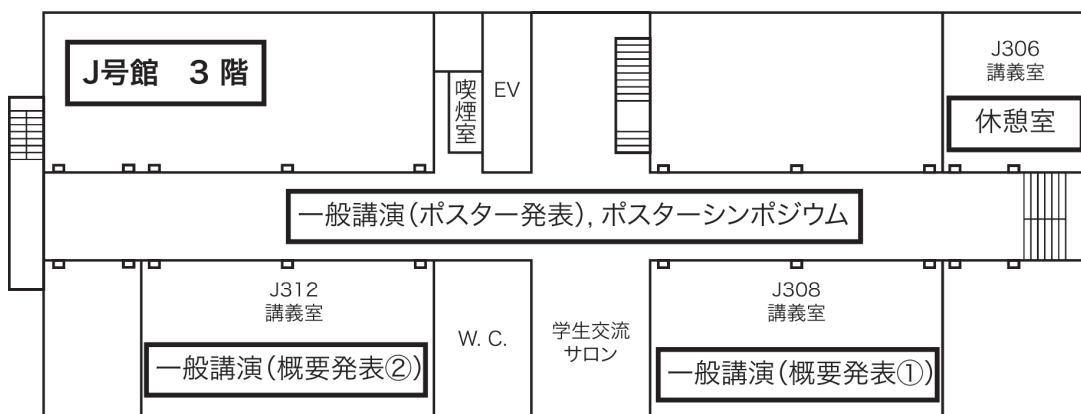 J号館　3 階
J306
講義室
休憩室
喫煙室
EV
一般講演(ポスター発表), ポスターシンポジウム
J312
講義室
一般講演(概要発表②)
W. C.
学生交流
サロン
J308
講義室
一般講演(概要発表①)